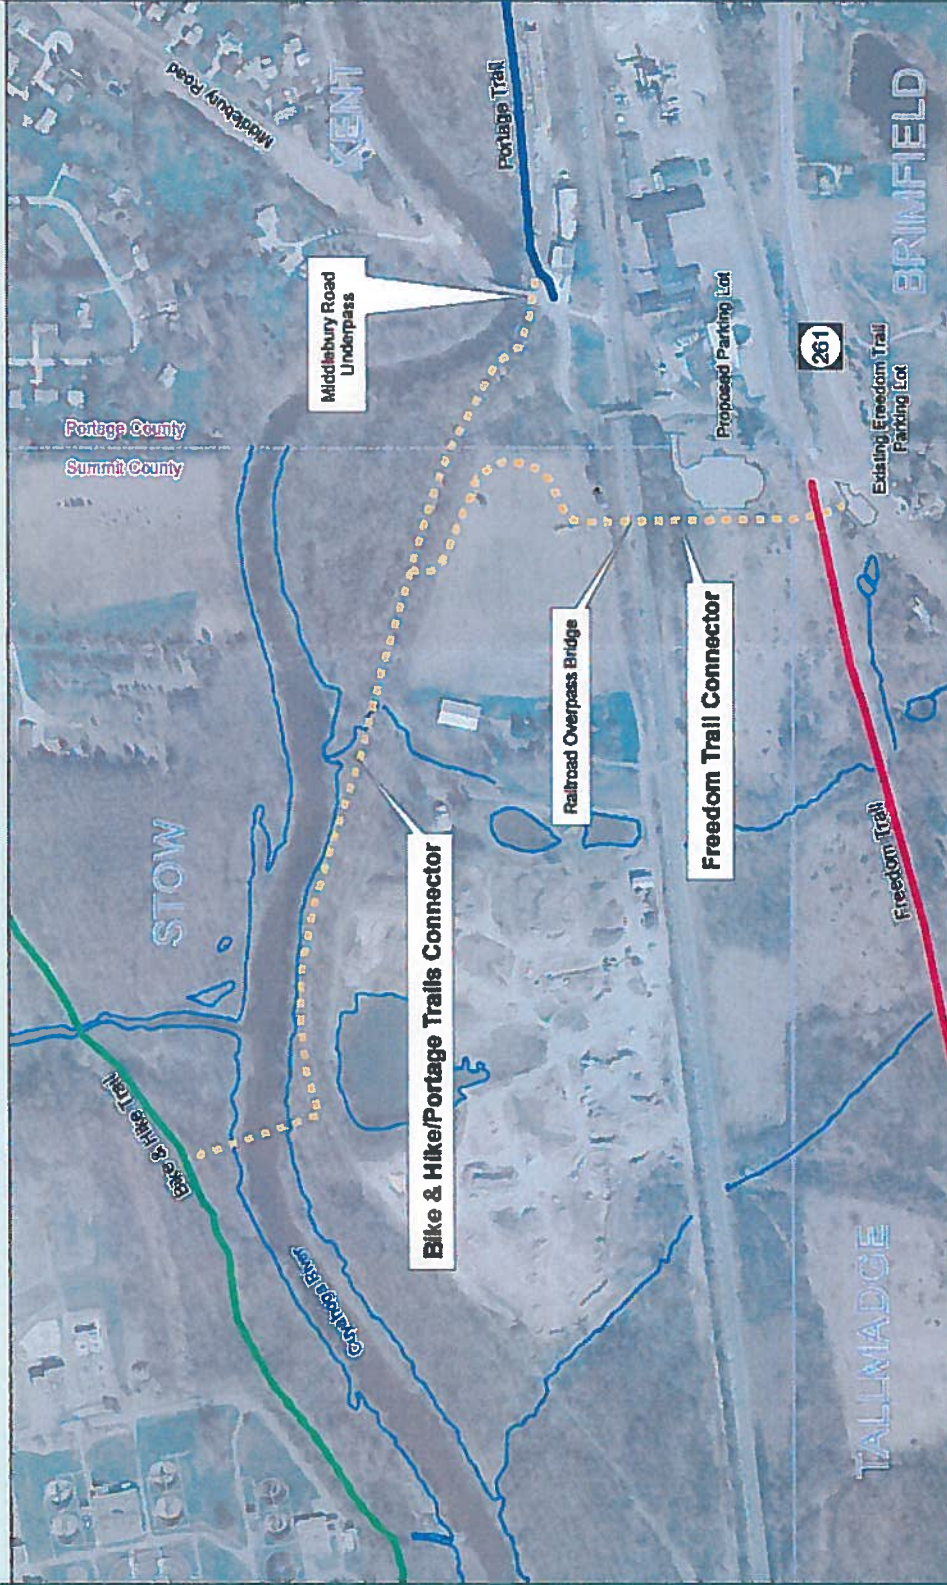 Bike & Hike Trail
STOW
Portage County
Summit County
Middlebury Road
KENT
Cuyahoga River
Bike & Hike/Portage Trails Connector
Middlebury Road
Underpass
Portage Trail
Railroad Overpass Bridge
Freedom Trail Connector
Proposed Parking Lot
261
TALLMADGE
Freedom Trail
Existing Freedom Trail
Parking Lot
BRIMFIELD